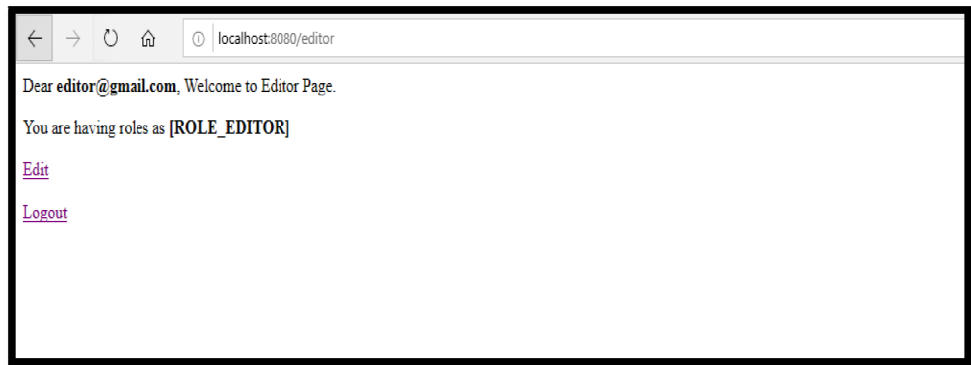 localhost:8080/editor
Dear editor@gmail.com, Welcome to Editor Page.
You are having roles as [ROLE_EDITOR]
Edit
Logout